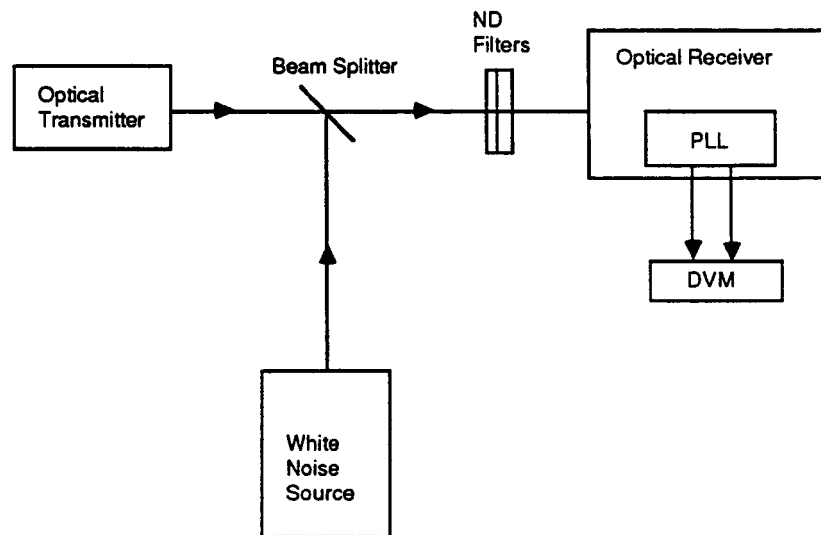 ND
Filters
Beam Splitter
Optical Receiver
Optical
Transmitter
PLL
DVM
White
Noise
Source